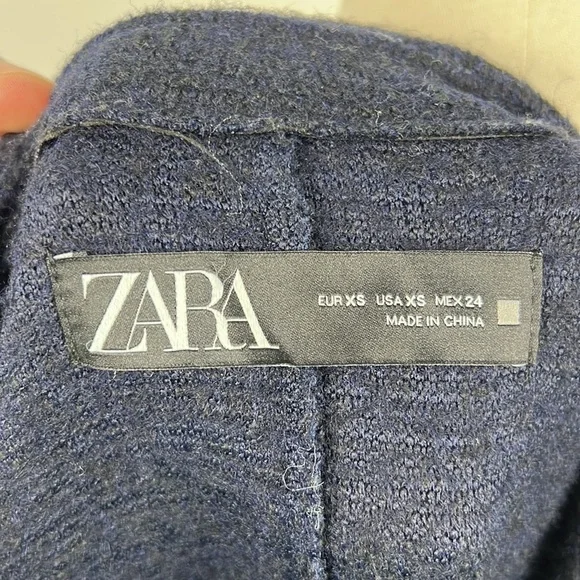 ZARA
EUR XS USA XS MEX 24
MADE IN CHINA